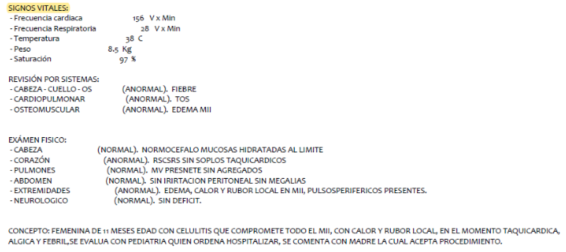 SIGNOS VITALES:
- Frecuencia cardiaca 156 V x Min
- Frecuencia Respiratoria 28 V x Min
- Temperatura 38 C
- Peso 8,5 Kg
- Saturación 97 %
REVISIÓN POR SISTEMAS:
- CABEZA - CUELLO - OS (ANORMAL). FIEBRE
- CARDIOPULMONAR (ANORMAL). TOS
- OSTEOMUSCULAR (ANORMAL). EDEMA MII
EXÁMEN FISICO:
- CABEZA (NORMAL). NORMOCEFALO MUCOSAS HIDRATADAS AL LIMITE
- CORAZÓN (ANORMAL). RSCSRS SIN SOPLOS TAQUICARDICOS
- PULMONES (NORMAL). MV PRESNETE SIN AGREGADOS
- ABDOMEN (NORMAL). SIN IRIRTACION PERITONEAL SIN MEGALIAS
- EXTREMIDADES (ANORMAL). EDEMA, CALOR Y RUBOR LOCAL EN MII, PULSOSPERIFERICOS PRESENTES.
- NEUROLOGICO (NORMAL). SIN DEFICIT.
CONCEPTO: FEMENINA DE 11 MESES EDAD CON CELULITIS QUE COMPROMETE TODO EL MII, CON CALOR Y RUBOR LOCAL, EN EL MOMENTO TAQUICARDICA,
ALGICA Y FEBRIL,SE EVALUA CON PEDIATRIA QUIEN ORDENA HOSPITALIZAR, SE COMENTA CON MADRE LA CUAL ACEPTA PROCEDIMIENTO.